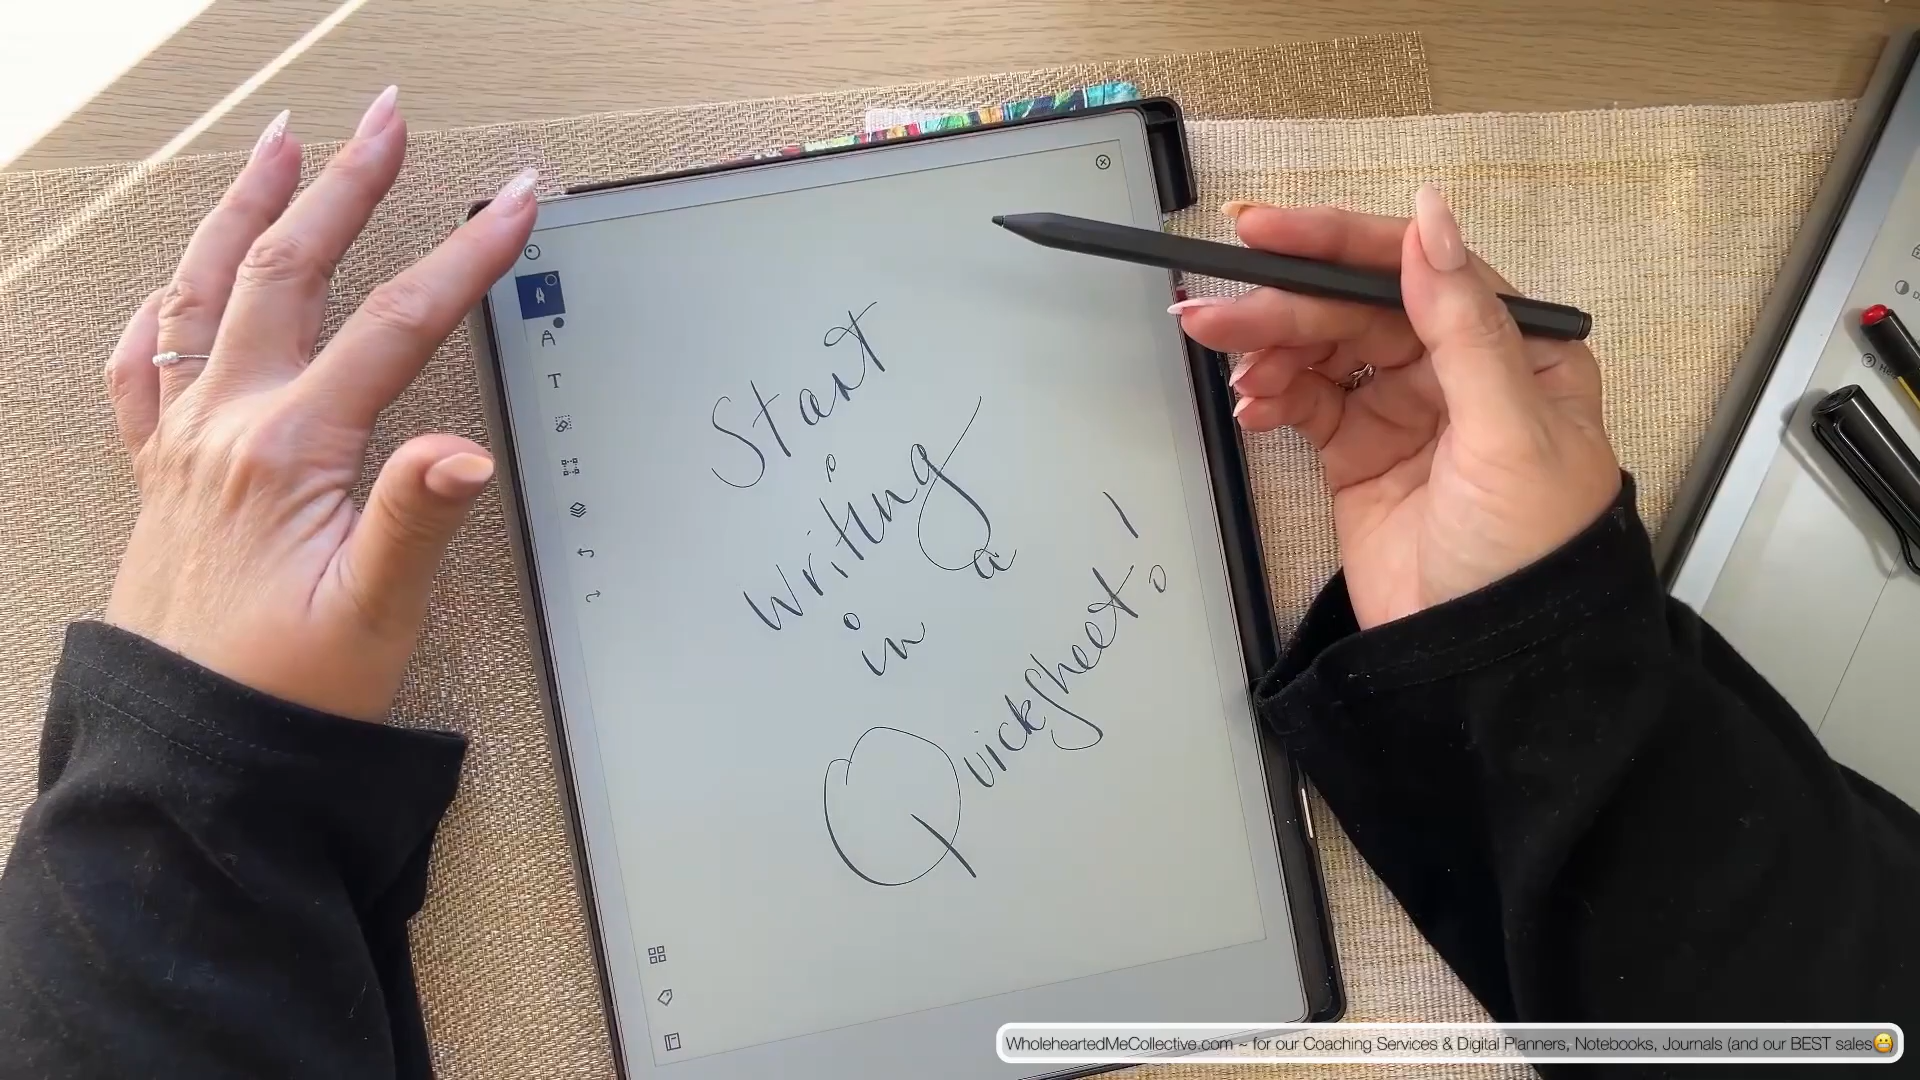 Start
writing
in a
Quicksheet!
A
T
WholeheartedMeCollective.com ~ for our Coaching Services & Digital Planners, Notebooks, Journals (and our BEST sales😬